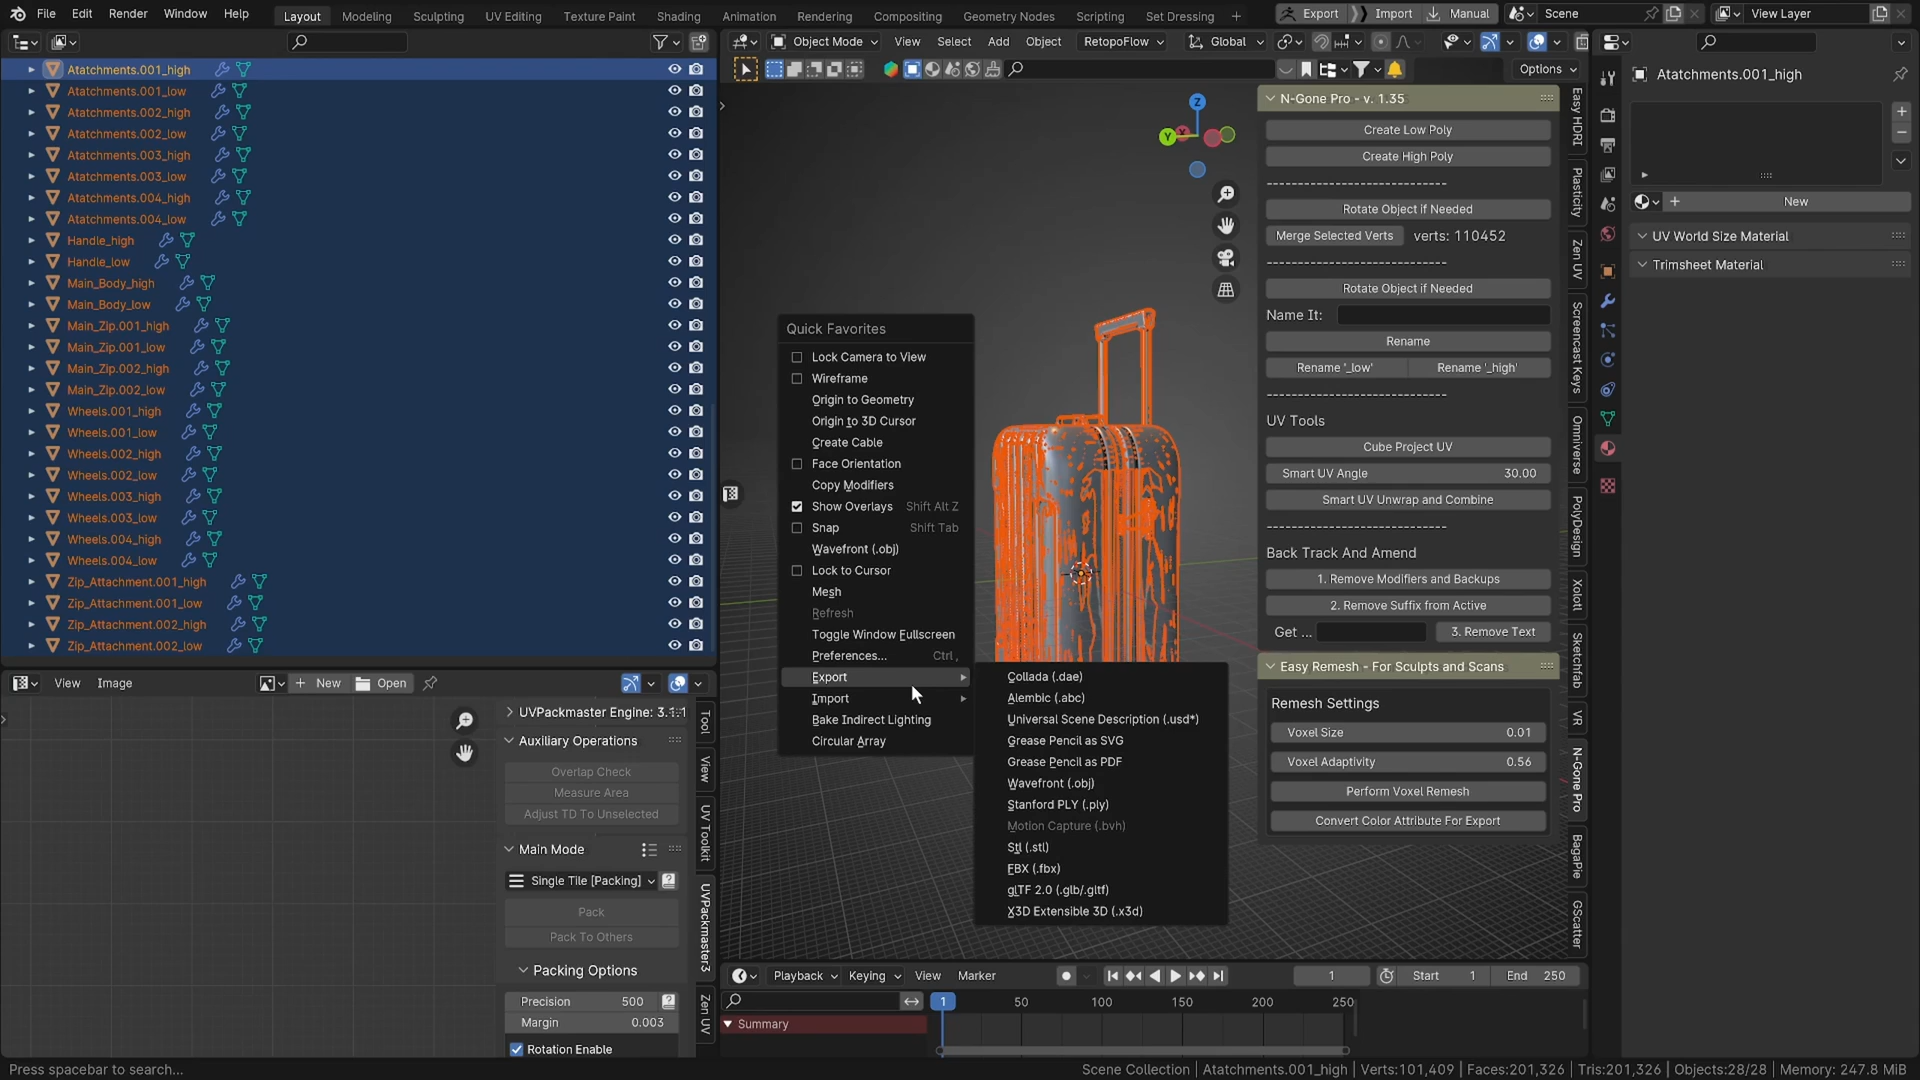 File Edit Render Window Help Layout Modeling Sculpting UV Editing Texture Paint Shading Animation Rendering Compositing Geometry Nodes Scripting Set Dressing + Export Import Manual Scene View Layer
Object Mode View Select Add Object RetopoFlow Global
Options
Atatchments.001_high
Atatchments.001_low
Atatchments.002_high
Atatchments.002_low
Atatchments.003_high
Atatchments.003_low
Atatchments.004_high
Atatchments.004_low
Handle_high
Handle_low
Main_Body_high
Main_Body_low
Main_Zip.001_high
Main_Zip.001_low
Main_Zip.002_high
Main_Zip.002_low
Wheels.001_high
Wheels.001_low
Wheels.002_high
Wheels.002_low
Wheels.003_high
Wheels.003_low
Wheels.004_high
Wheels.004_low
Zip_Attachment.001_high
Zip_Attachment.001_low
Zip_Attachment.002_high
Zip_Attachment.002_low
Z
Y
X
Quick Favorites
Lock Camera to View
Wireframe
Origin to Geometry
Origin to 3D Cursor
Create Cable
Face Orientation
Copy Modifiers
Show Overlays Shift Alt Z
Snap Shift Tab
Wavefront (.obj)
Lock to Cursor
Mesh
Refresh
Toggle Window Fullscreen
Preferences... Ctrl ,
Export
Import
Bake Indirect Lighting
Circular Array
Collada (.dae)
Alembic (.abc)
Universal Scene Description (.usd*)
Grease Pencil as SVG
Grease Pencil as PDF
Wavefront (.obj)
Stanford PLY (.ply)
Motion Capture (.bvh)
Stl (.stl)
FBX (.fbx)
glTF 2.0 (.glb/.gltf)
X3D Extensible 3D (.x3d)
N-Gone Pro - v. 1.35
Create Low Poly
Create High Poly
------------------------------
Rotate Object if Needed
Merge Selected Verts verts: 110452
------------------------------
Rotate Object if Needed
Name It:
Rename
Rename '_low' Rename '_high'
------------------------------
UV Tools
Cube Project UV
Smart UV Angle 30.00
Smart UV Unwrap and Combine
------------------------------
Back Track And Amend
1. Remove Modifiers and Backups
2. Remove Suffix from Active
Get ... 3. Remove Text
Easy Remesh - For Sculpts and Scans
Remesh Settings
Voxel Size 0.01
Voxel Adaptivity 0.56
Perform Voxel Remesh
Convert Color Attribute For Export
Easy HDRI
Plasticity
Zen UV
Screencast Keys
Omniverse
PolyDesign
Xolotl
Sketchfab
VR
N-Gone Pro
BagaPie
GScatter
Atatchments.001_high
New
UV World Size Material
Trimsheet Material
View Image New Open
UVPackmaster Engine: 3.1.1
Auxiliary Operations
Overlap Check
Measure Area
Adjust TD To Unselected
Main Mode
Single Tile [Packing]
Pack
Pack To Others
Packing Options
Precision 500
Margin 0.003
Rotation Enable
Tool
View
UV Toolkit
UVPackmaster3
Zen UV
Playback Keying View Marker 1 Start 1 End 250
1 50 100 150 200 250
Summary
Press spacebar to search...
Scene Collection | Atatchments.001_high | Verts:101,409 | Faces:201,326 | Tris:201,326 | Objects:28/28 | Memory: 247.8 MiB